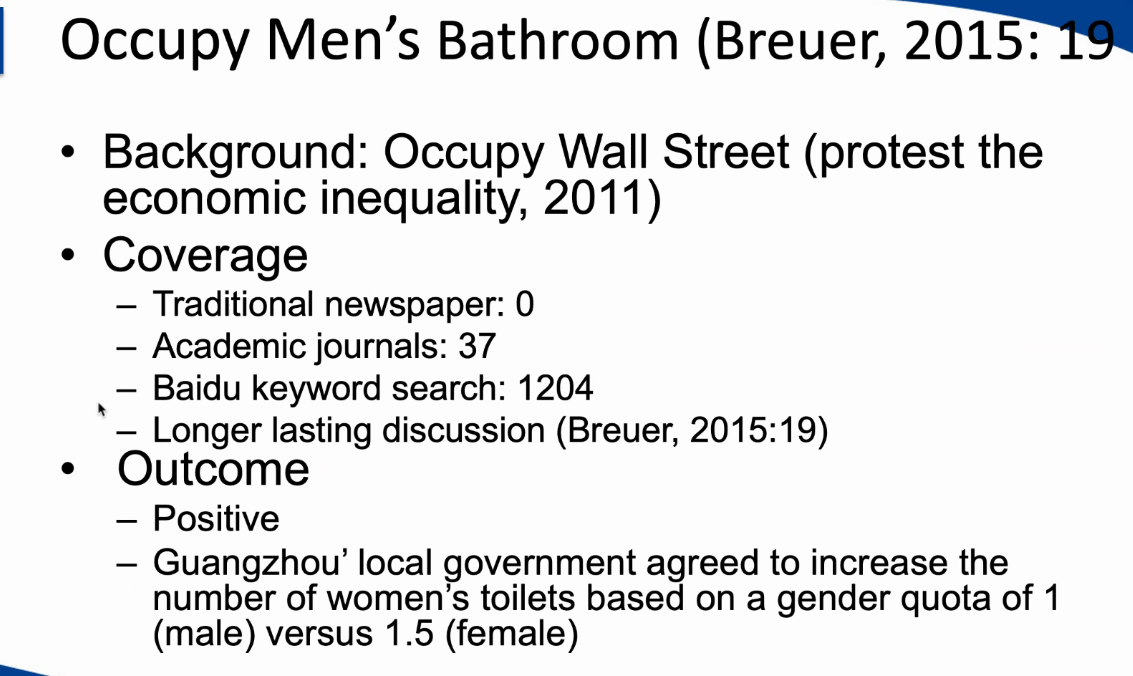 Occupy Men's Bathroom (Breuer, 2015: 19
• Background: Occupy Wall Street (protest the
economic inequality, 2011)
• Coverage
– Traditional newspaper: 0
– Academic journals: 37
– Baidu keyword search: 1204
– Longer lasting discussion (Breuer, 2015:19)
• Outcome
– Positive
– Guangzhou’ local government agreed to increase the
number of women’s toilets based on a gender quota of 1
(male) versus 1.5 (female)